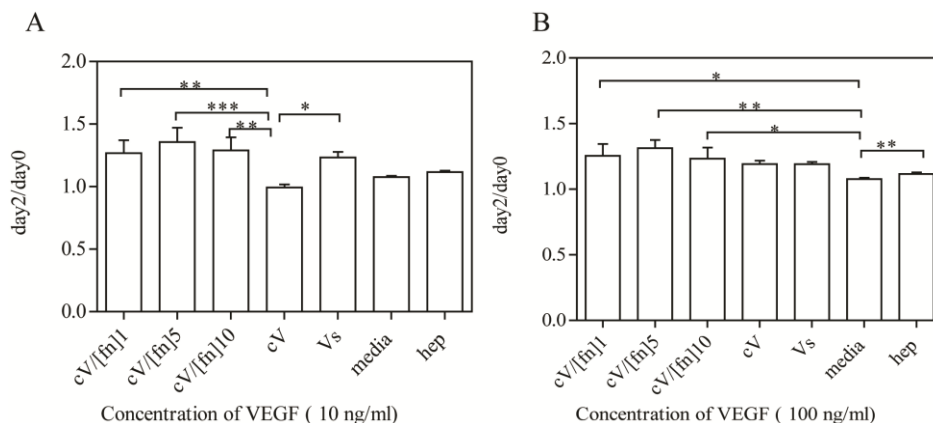 A
2.0
**
***
*
**
1.5
1.0
0.5
0.0
day2/day0
cV/[fn]1
cV/[fn]5
cV/[fn]10
cV
Vs
media
hep
Concentration of VEGF ( 10 ng/ml)
B
2.0
*
**
*
**
1.5
1.0
0.5
0.0
day2/day0
cV/[fn]1
cV/[fn]5
cV/[fn]10
cV
Vs
media
hep
Concentration of VEGF ( 100 ng/ml)